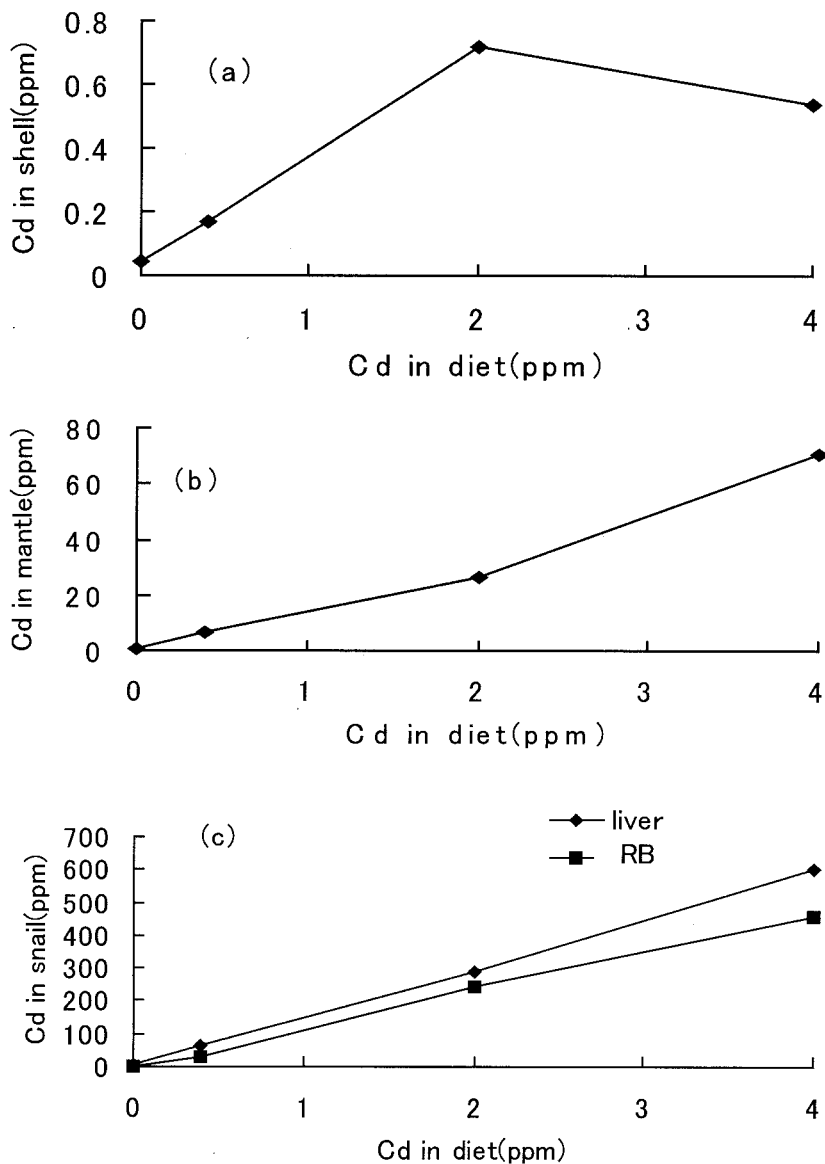 0.8
(a)
0.6
0.4
0.2
0
Cd in shell(ppm)
0 1 2 3 4
Cd in diet(ppm)
80
(b)
60
40
20
0
Cd in mantle(ppm)
0 1 2 3 4
Cd in diet(ppm)
700
(c)
liver
RB
600
500
400
300
200
100
0
Cd in snail(ppm)
0 1 2 3 4
Cd in diet(ppm)